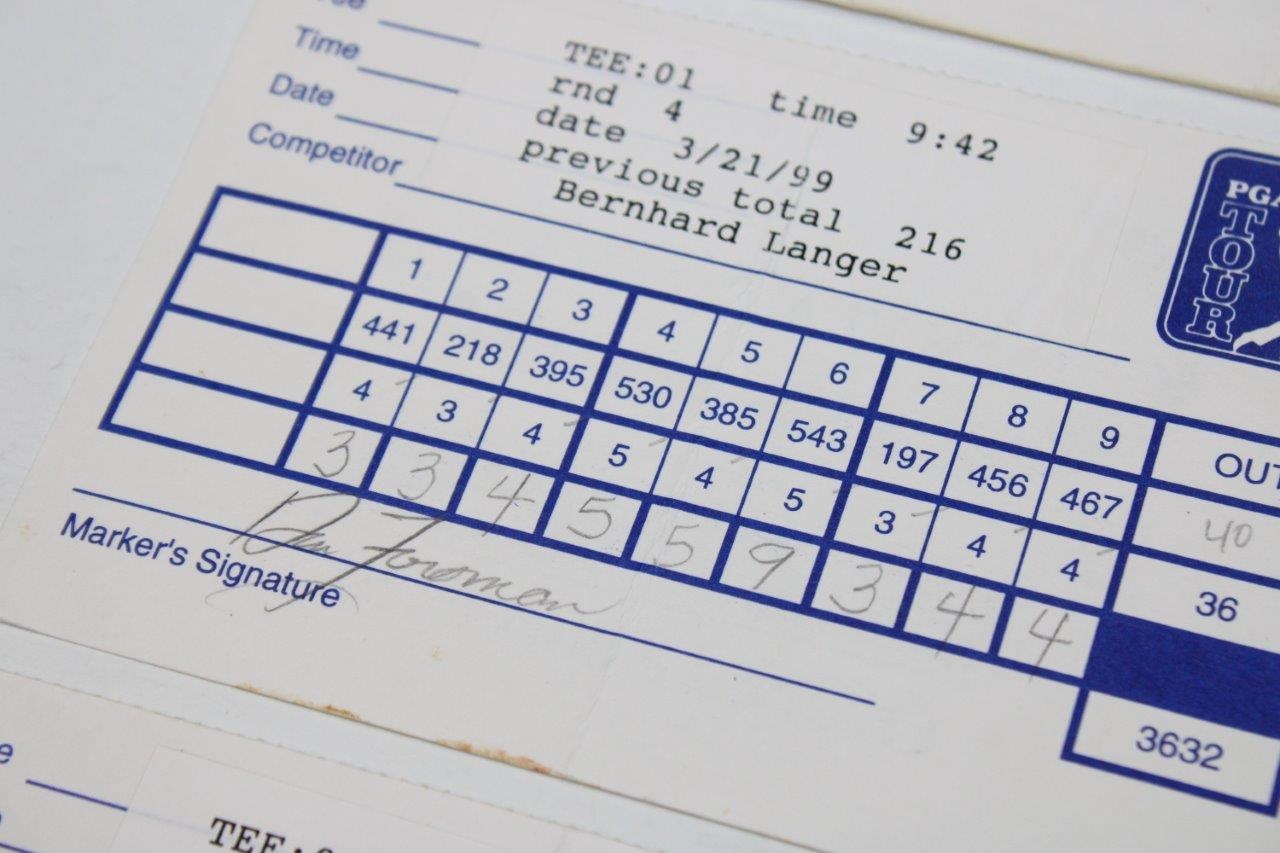 Time
Date
Competitor
TEE:01 time 9:42
rnd 4
date 3/21/99
previous total 216
Bernhard Langer
PGA
TOUR
1 2 3 4 5 6 7 8 9 OUT
441 218 395 530 385 543 197 456 467 40
4 3 4 5 4 5 3 4 4 36
3 3 4 5 5 9 3 4 4
3632
Foreman
Marker's Signature